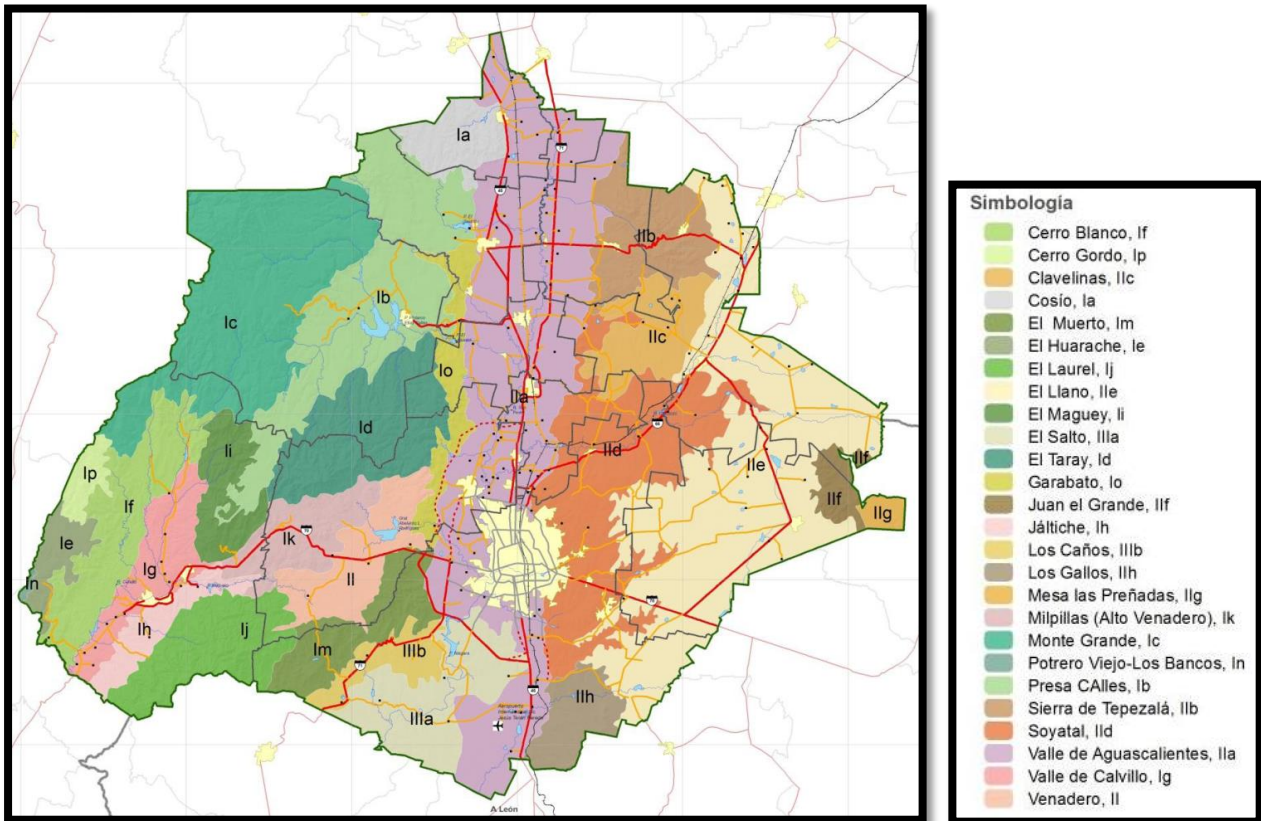 Ia
IIb
Ib
Ic
IIc
Io
IIa
Id
IId
Ii
Ip
IIe
IIf
IIf
If
IIg
Ie
Ik
Ig
Il
In
Ih
Ij
Im
IIIb
IIh
IIIa
Aeropuerto
A León
Simbología
Cerro Blanco, If
Cerro Gordo, Ip
Clavelinas, IIc
Cosío, Ia
El Muerto, Im
El Huarache, Ie
El Laurel, Ij
El Llano, IIe
El Maguey, Ii
El Salto, IIIa
El Taray, Id
Garabato, Io
Juan el Grande, IIf
Jáltiche, Ih
Los Caños, IIIb
Los Gallos, IIh
Mesa las Preñadas, IIg
Milpillas (Alto Venadero), Ik
Monte Grande, Ic
Potrero Viejo-Los Bancos, In
Presa CAlles, Ib
Sierra de Tepezalá, IIb
Soyatal, IId
Valle de Aguascalientes, IIa
Valle de Calvillo, Ig
Venadero, Il